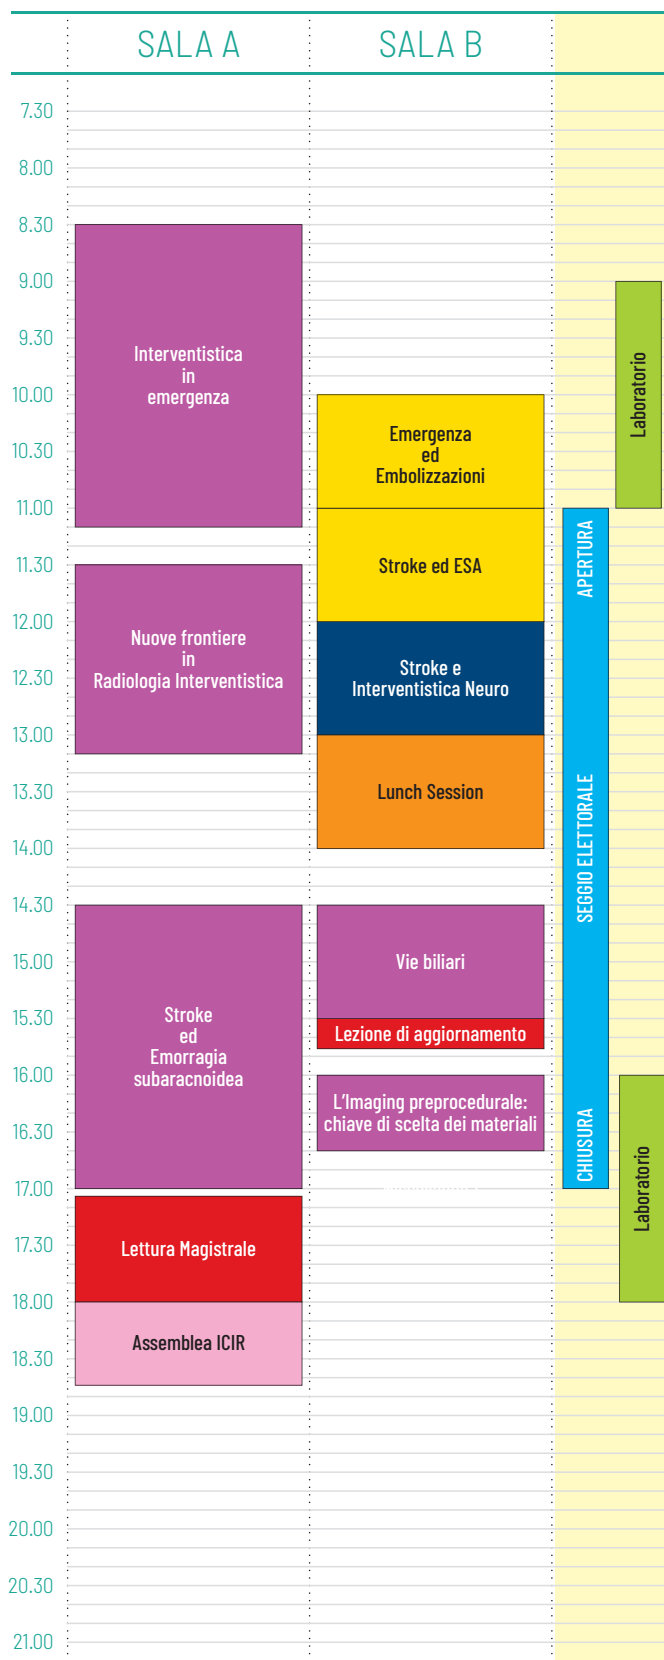 SALA A
SALA B
7.30
8.00
8.30
9.00
9.30
10.00
10.30
11.00
11.30
12.00
12.30
13.00
13.30
14.00
14.30
15.00
15.30
16.00
16.30
17.00
17.30
18.00
18.30
19.00
19.30
20.00
20.30
21.00
Interventistica
in
emergenza
Nuove frontiere
in
Radiologia Interventistica
Stroke
ed
Emorragia
subaracnoidea
Lettura Magistrale
Assemblea ICIR
Emergenza
ed
Embolizzazioni
Stroke ed ESA
Stroke e
Interventistica Neuro
Lunch Session
Vie biliari
Lezione di aggiornamento
L'Imaging preprocedurale:
chiave di scelta dei materiali
APERTURA
SEGGIO ELETTORALE
CHIUSURA
Laboratorio
Laboratorio